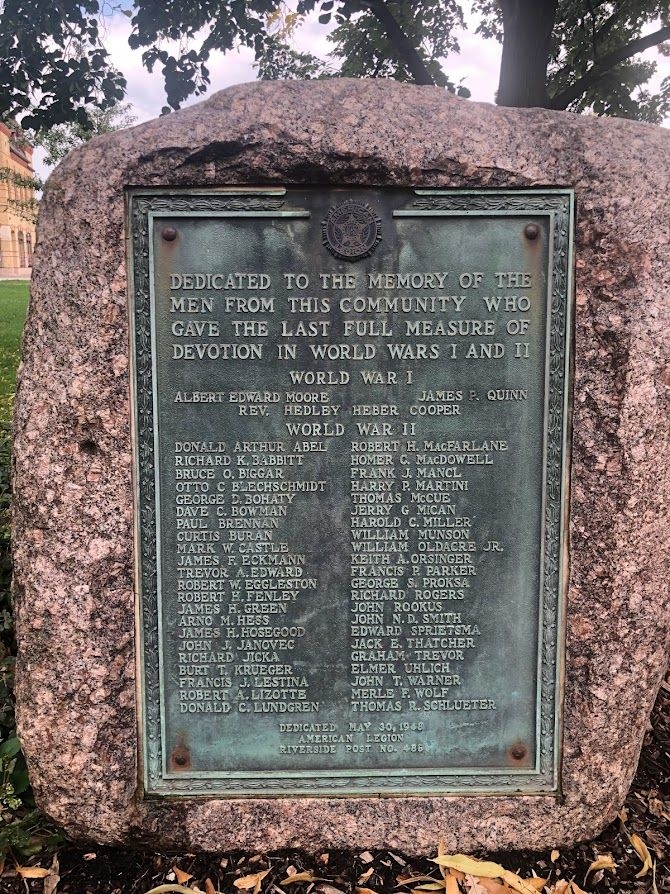 DEDICATED TO THE MEMORY OF THE
MEN FROM THIS COMMUNITY WHO
GAVE THE LAST FULL MEASURE OF
DEVOTION IN WORLD WARS I AND II
WORLD WAR I
ALBERT EDWARD MOORE JAMES P. QUINN
REV. HEDLEY HEBER COOPER
WORLD WAR II
DONALD ARTHUR ABEL
RICHARD K. BABBITT
BRUCE O. BIGGAR
OTTO C. BLECHSCHMIDT
GEORGE D. BOHATY
DAVE C. BOWMAN
PAUL BRENNAN
CURTIS BURAN
MARK W. CASTLE
JAMES F. ECKMANN
TREVOR A. EDWARD
ROBERT W. EGGLESTON
ROBERT E. FENLEY
JAMES H. GREEN
ARNO M. HESS
JAMES H. HOSEGOOD
JOHN J. JANOVEC
RICHARD JICKA
BURT T. KRUEGER
FRANCIS J. LESTINA
ROBERT A. LIZOTTE
DONALD C. LUNDGREN
ROBERT H. MACFARLANE
HOMER C. MACDOWELL
FRANK J. MANCL
HARRY P. MARTINI
THOMAS McCUE
JERRY G. MICAN
HAROLD C. MILLER
WILLIAM MUNSON
WILLIAM OLDACRE JR.
KEITH A. ORSINGER
FRANCIS P. PARKER
GEORGE S. PROKSA
RICHARD ROGERS
JOHN ROOKUS
JOHN N. D. SMITH
EDWARD SPRIETSMA
JACK E. THATCHER
GRAHAM TREVOR
ELMER UHLICH
JOHN T. WARNER
MERLE F. WOLF
THOMAS R. SCHLUETER
DEDICATED MAY 30, 1948
AMERICAN LEGION
RIVERSIDE POST NO. 488